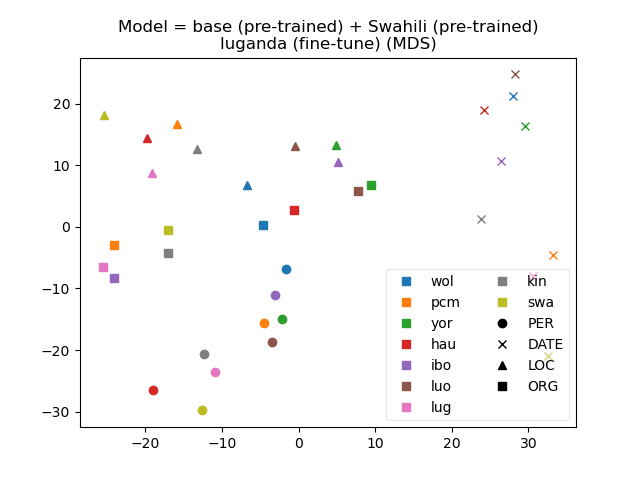 Model = base (pre-trained) + Swahili (pre-trained)
luganda (fine-tune) (MDS)
20
10
0
−10
−20
−30
−20
−10
0
10
20
30
wol
pcm
yor
hau
ibo
luo
lug
kin
swa
PER
DATE
LOC
ORG